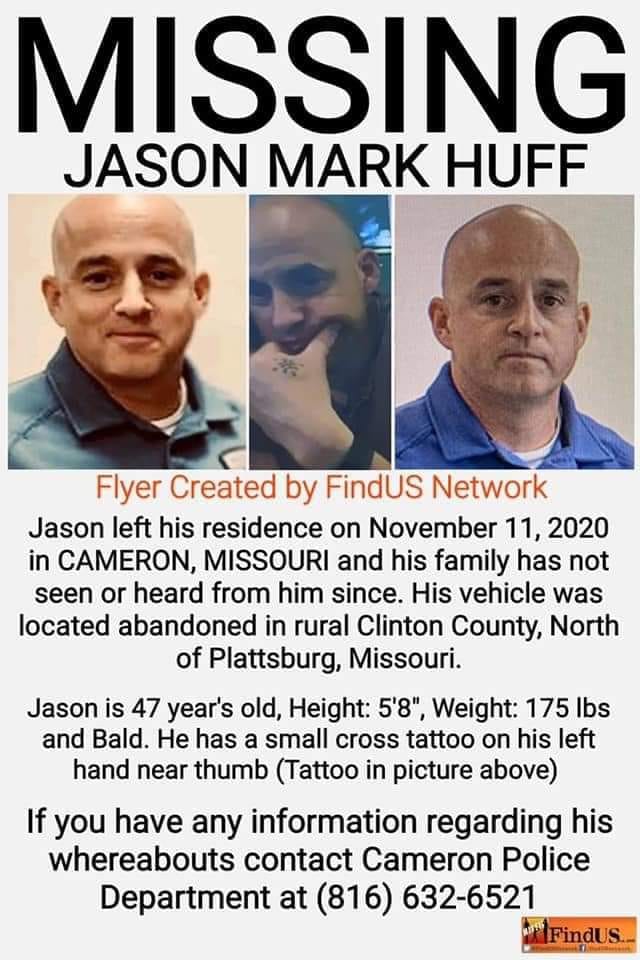 MISSING
JASON MARK HUFF
Flyer Created by FindUS Network
Jason left his residence on November 11, 2020
in CAMERON, MISSOURI and his family has not
seen or heard from him since. His vehicle was
located abandoned in rural Clinton County, North
of Plattsburg, Missouri.
Jason is 47 year's old, Height: 5'8", Weight: 175 lbs
and Bald. He has a small cross tattoo on his left
hand near thumb (Tattoo in picture above)
If you have any information regarding his
whereabouts contact Cameron Police
Department at (816) 632-6521
FindUS